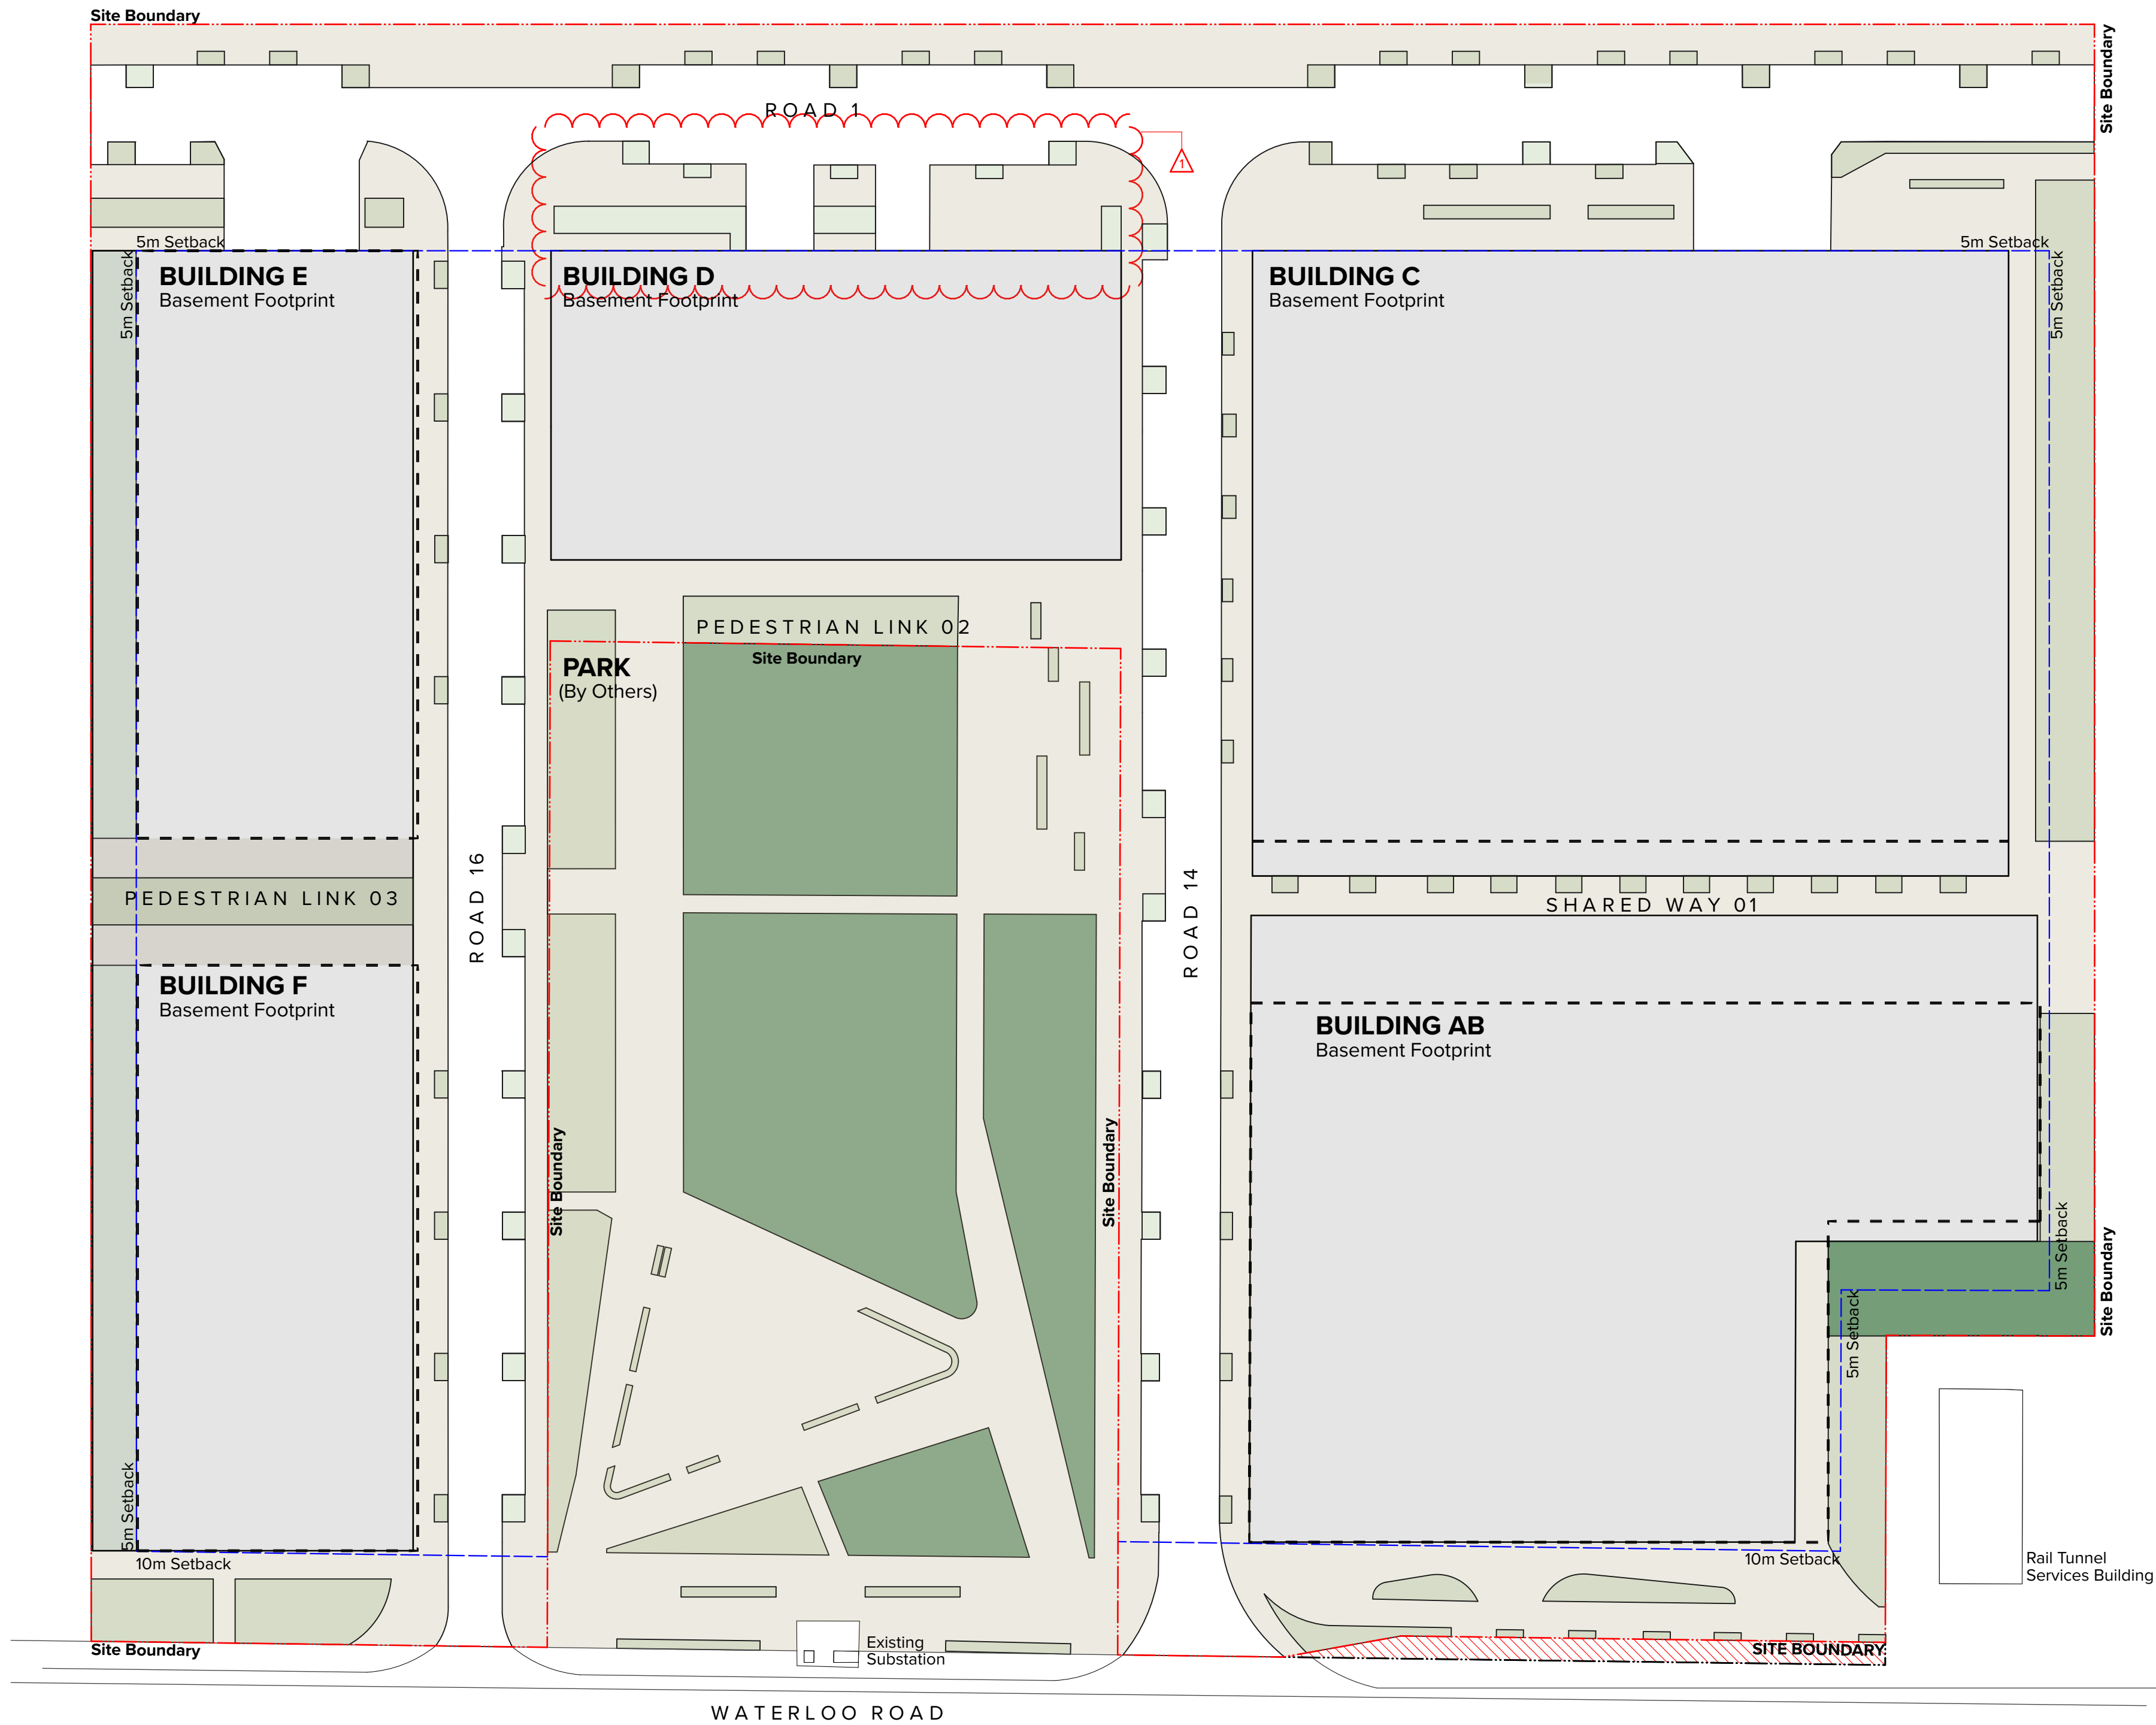 Site Boundary
Site Boundary
ROAD 1
1
5m Setback
5m Setback
5m Setback
5m Setback
BUILDING E
Basement Footprint
BUILDING D
Basement Footprint
BUILDING C
Basement Footprint
PEDESTRIAN LINK 02
Site Boundary
PARK
(By Others)
ROAD 16
ROAD 14
PEDESTRIAN LINK 03
SHARED WAY 01
BUILDING F
Basement Footprint
BUILDING AB
Basement Footprint
Site Boundary
Site Boundary
5m Setback
Site Boundary
5m Setback
5m Setback
10m Setback
10m Setback
Rail Tunnel
Services Building
Site Boundary
Existing
Substation
SITE BOUNDARY
WATERLOO ROAD